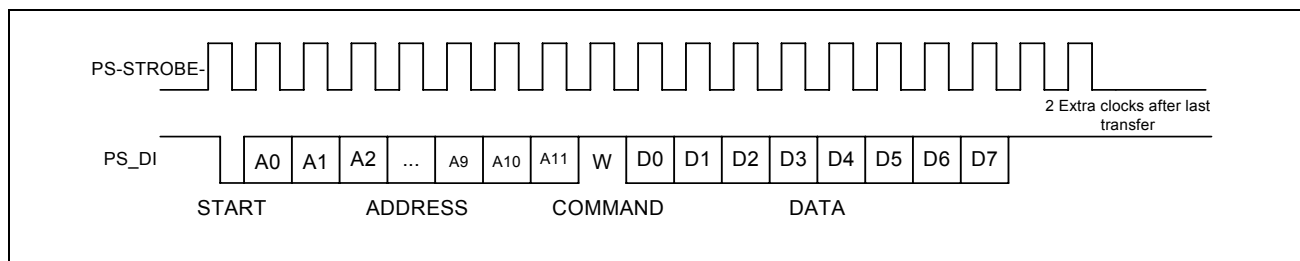 PS-STROBE-
2 Extra clocks after last
transfer
PS_DI
A0 A1 A2 ... A9 A10 A11 W D0 D1 D2 D3 D4 D5 D6 D7
START ADDRESS COMMAND DATA